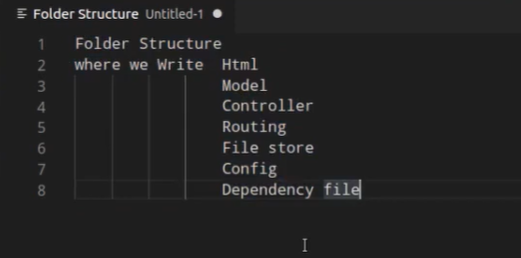 Folder Structure Untitled-1
1 Folder Structure
2 where we Write Html
3 Model
4 Controller
5 Routing
6 File store
7 Config
8 Dependency file